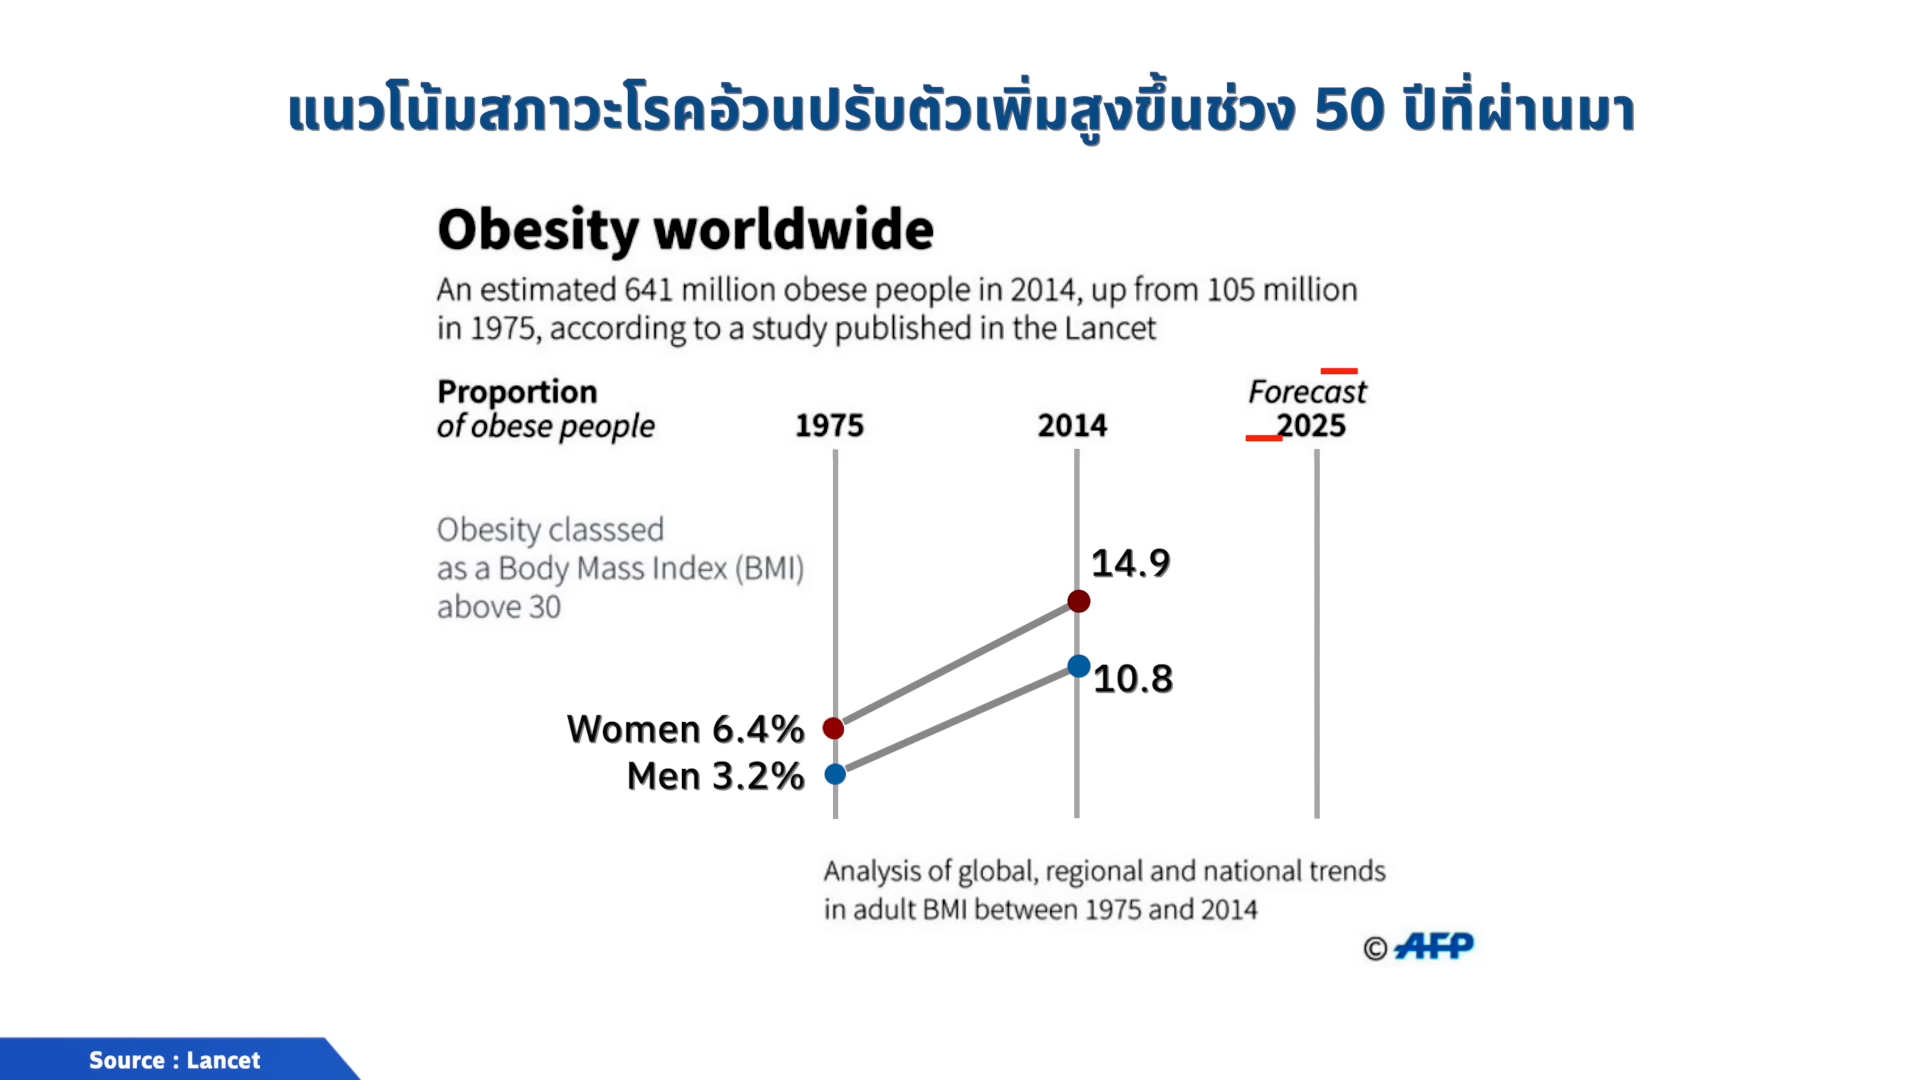 แนวโน้มสภาวะโรคอ้วนปรับตัวเพิ่มสูงขึ้นช่วง 50 ปีที่ผ่านมา
Obesity worldwide
An estimated 641 million obese people in 2014, up from 105 million
in 1975, according to a study published in the Lancet
Proportion
of obese people
1975
2014
Forecast
2025
Obesity classsed
as a Body Mass Index (BMI)
above 30
14.9
10.8
Women 6.4%
Men 3.2%
Analysis of global, regional and national trends
in adult BMI between 1975 and 2014
© AFP
Source : Lancet